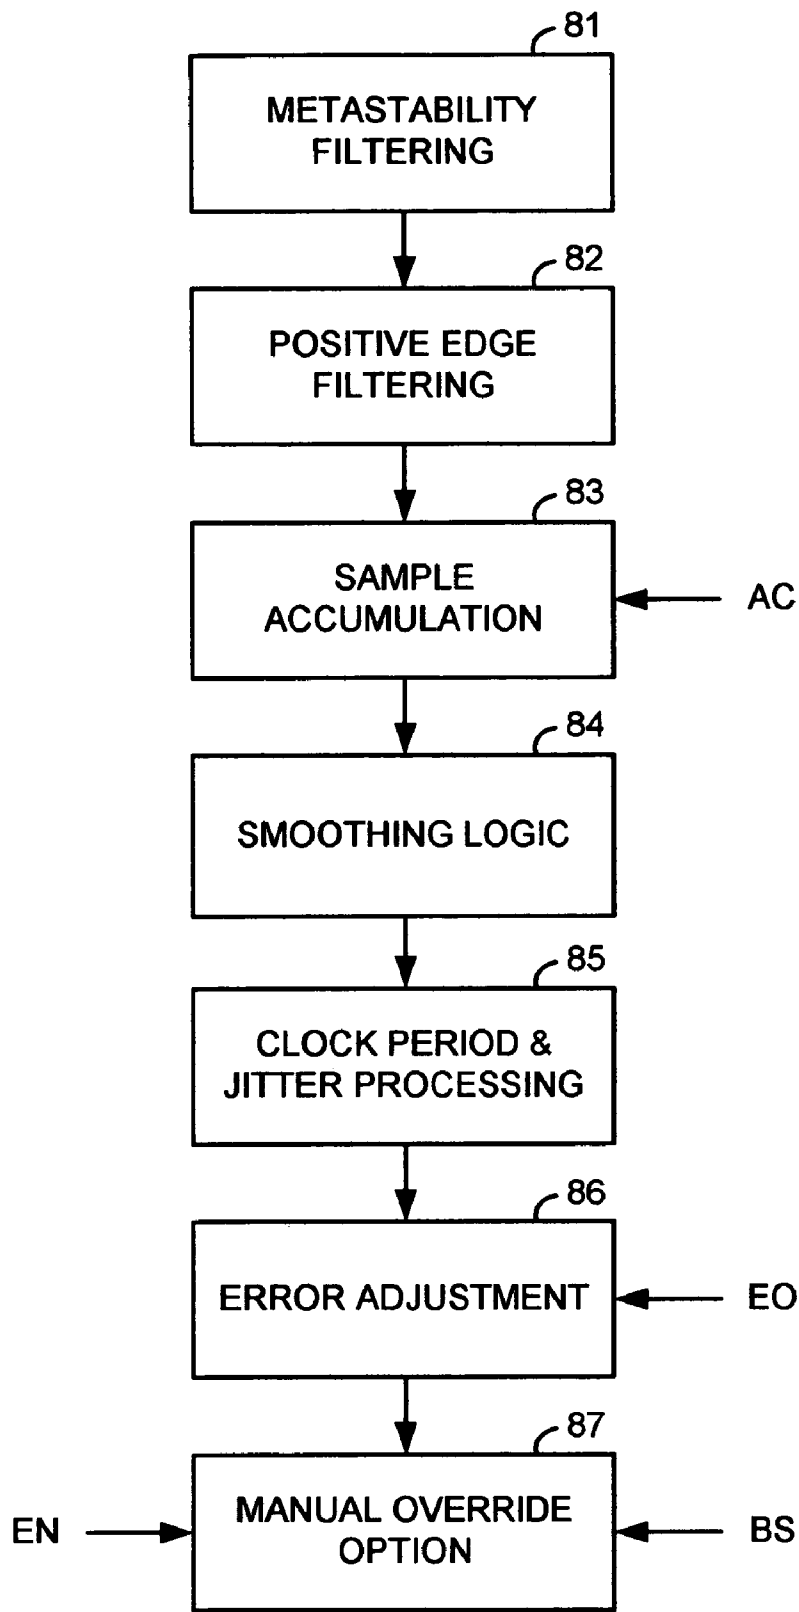 81
METASTABILITY
FILTERING
82
POSITIVE EDGE
FILTERING
83
SAMPLE
ACCUMULATION
AC
84
SMOOTHING LOGIC
85
CLOCK PERIOD &
JITTER PROCESSING
86
ERROR ADJUSTMENT
EO
87
EN
MANUAL OVERRIDE
OPTION
BS